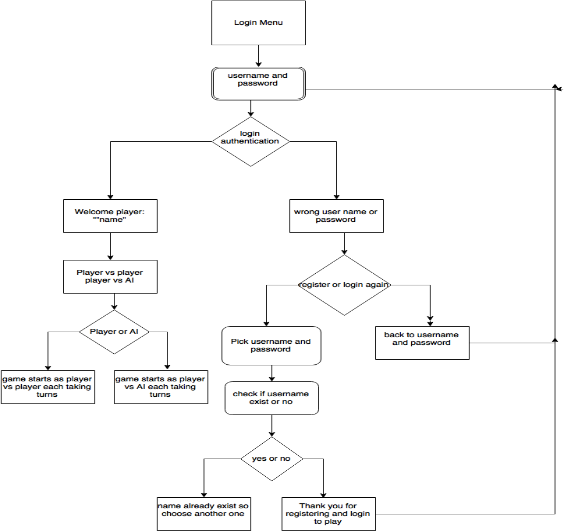 Login Menu
username and
password
login
authentication
Welcome player:
""name"
wrong user name or
password
Player vs player
player vs AI
register or login again
Player or AI
Pick username and
password
back to username
and password
game starts as player
vs player each taking
turns
game starts as player
vs AI each taking
turns
check if username
exist or no
yes or no
name already exist so
choose another one
Thank you for
registering and login
to play